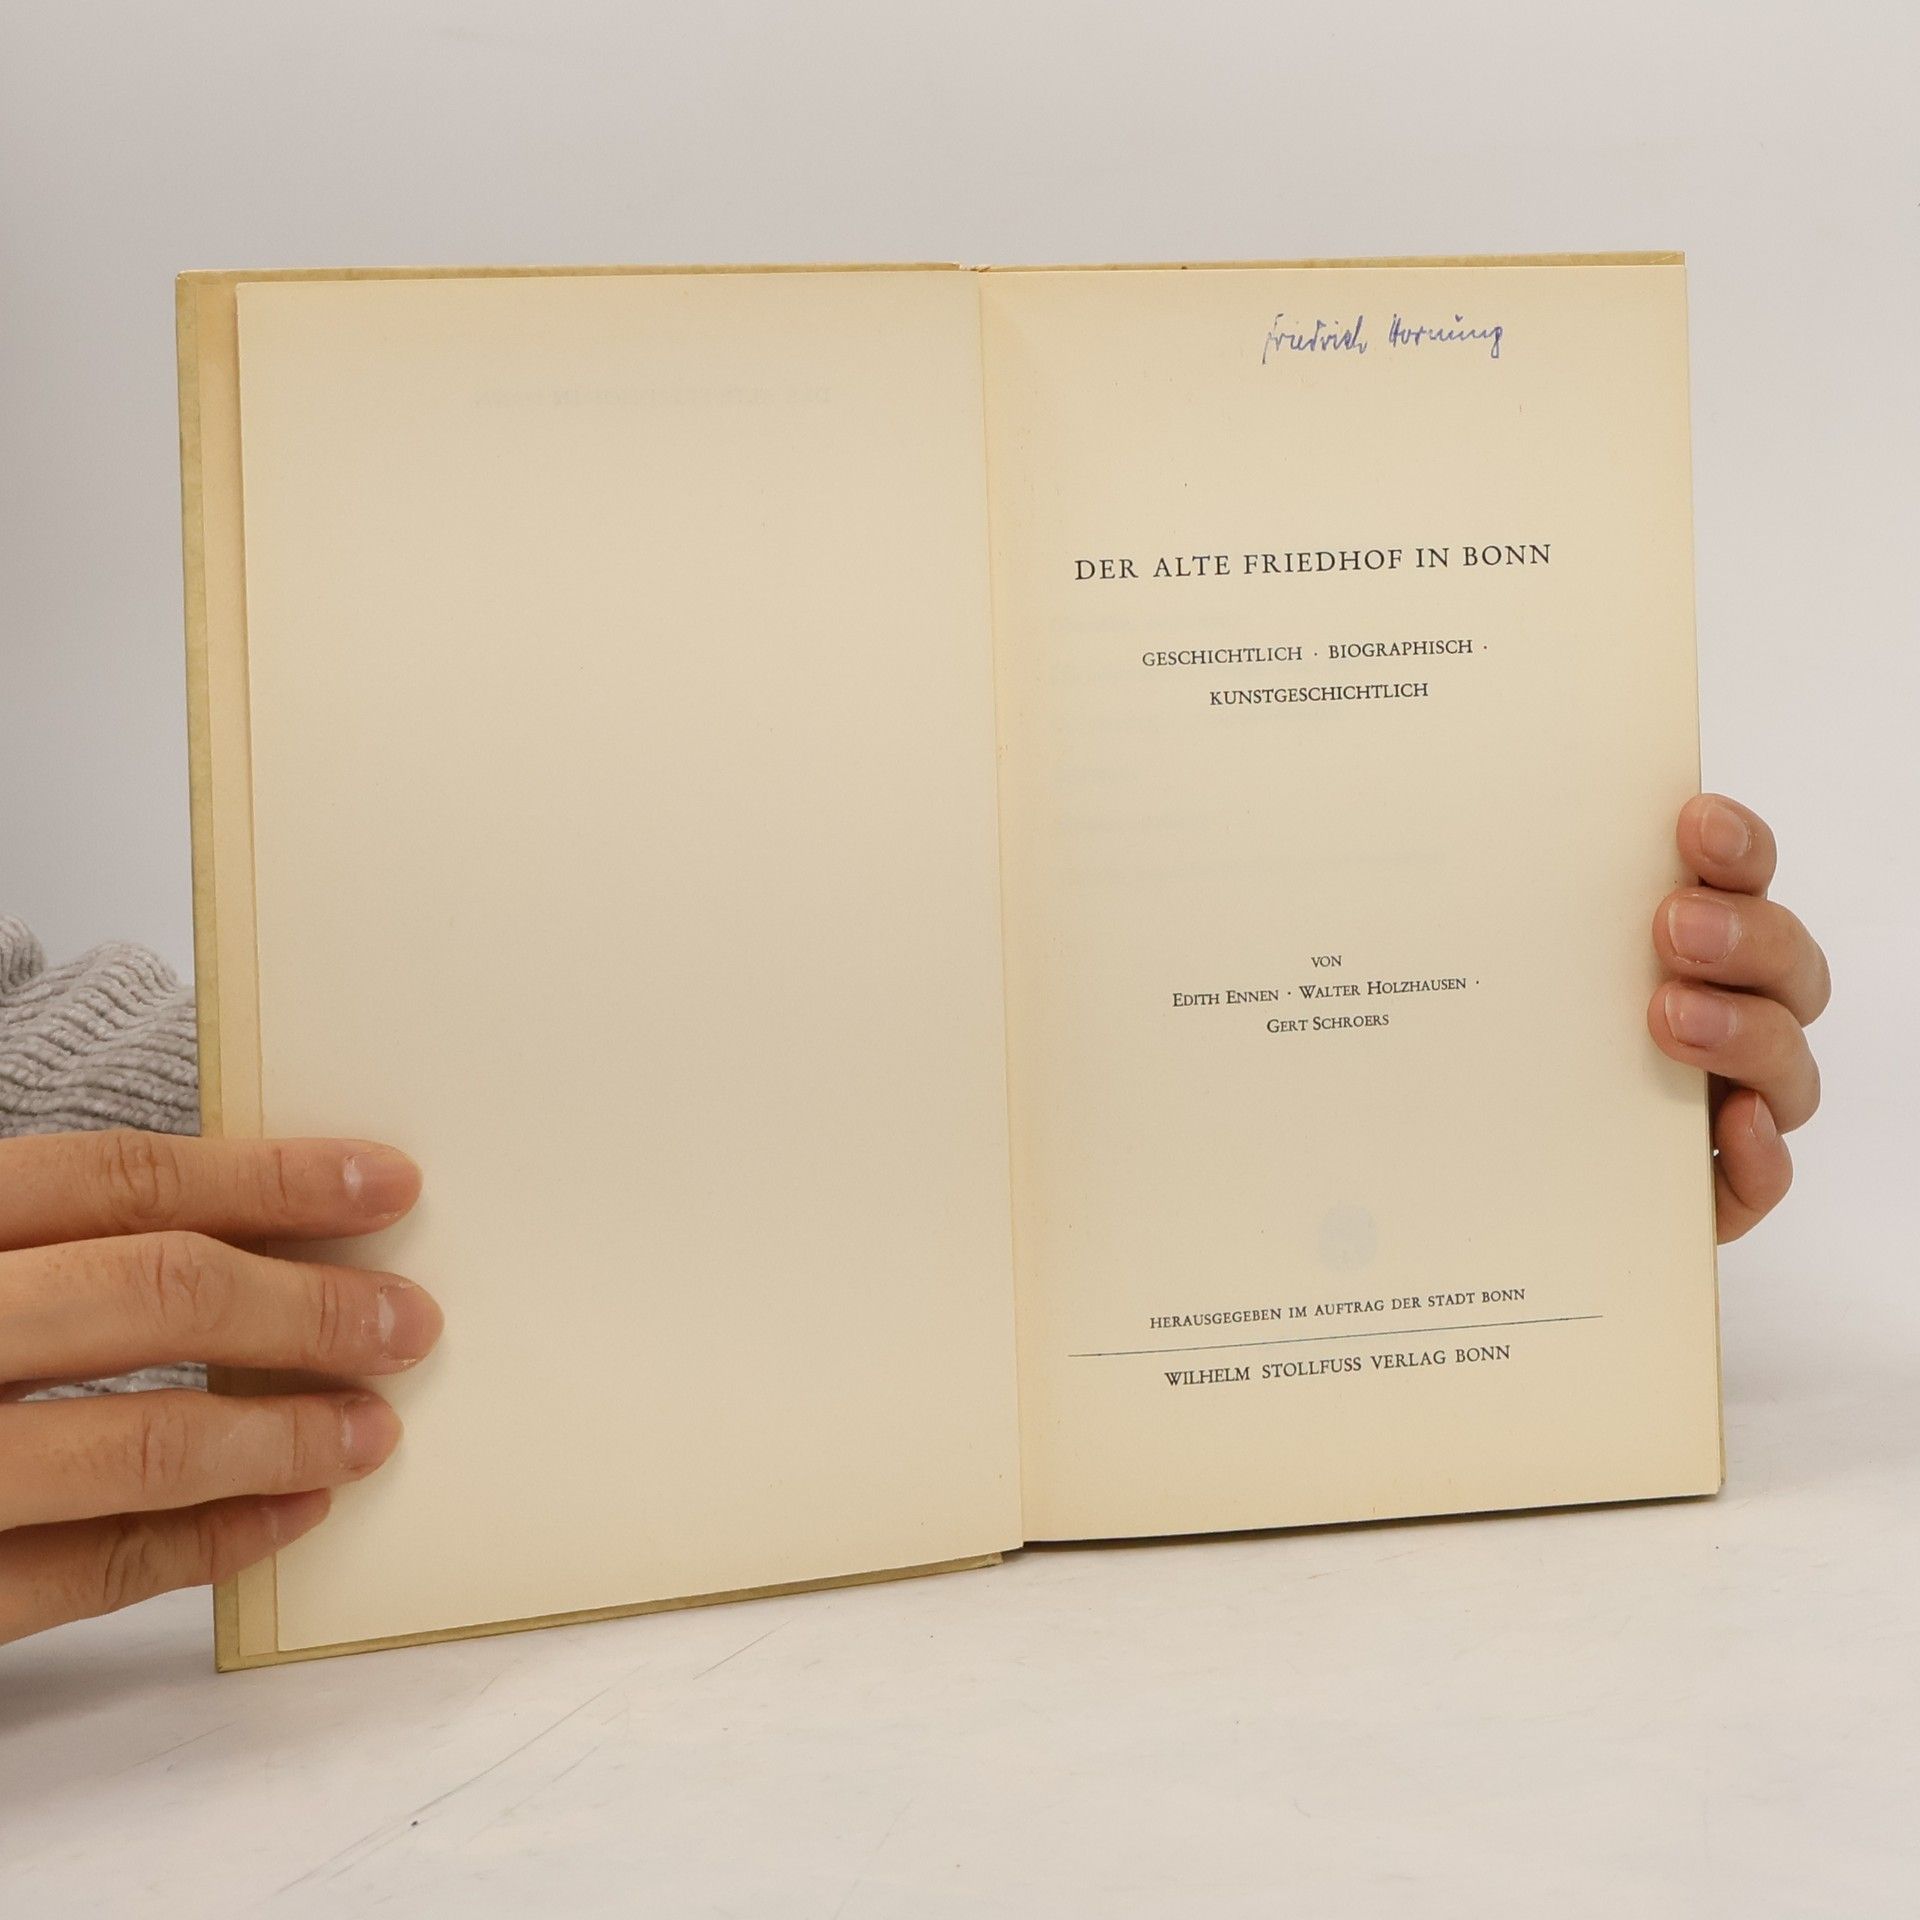 Friedrich Hornung
DER ALTE FRIEDHOF IN BONN
GESCHICHTLICH · BIOGRAPHISCH ·
KUNSTGESCHICHTLICH
VON
EDITH ENNEN · WALTER HOLZHAUSEN ·
GERT SCHROERS
HERAUSGEGEBEN IM AUFTRAG DER STADT BONN
WILHELM STOLLFUSS VERLAG BONN